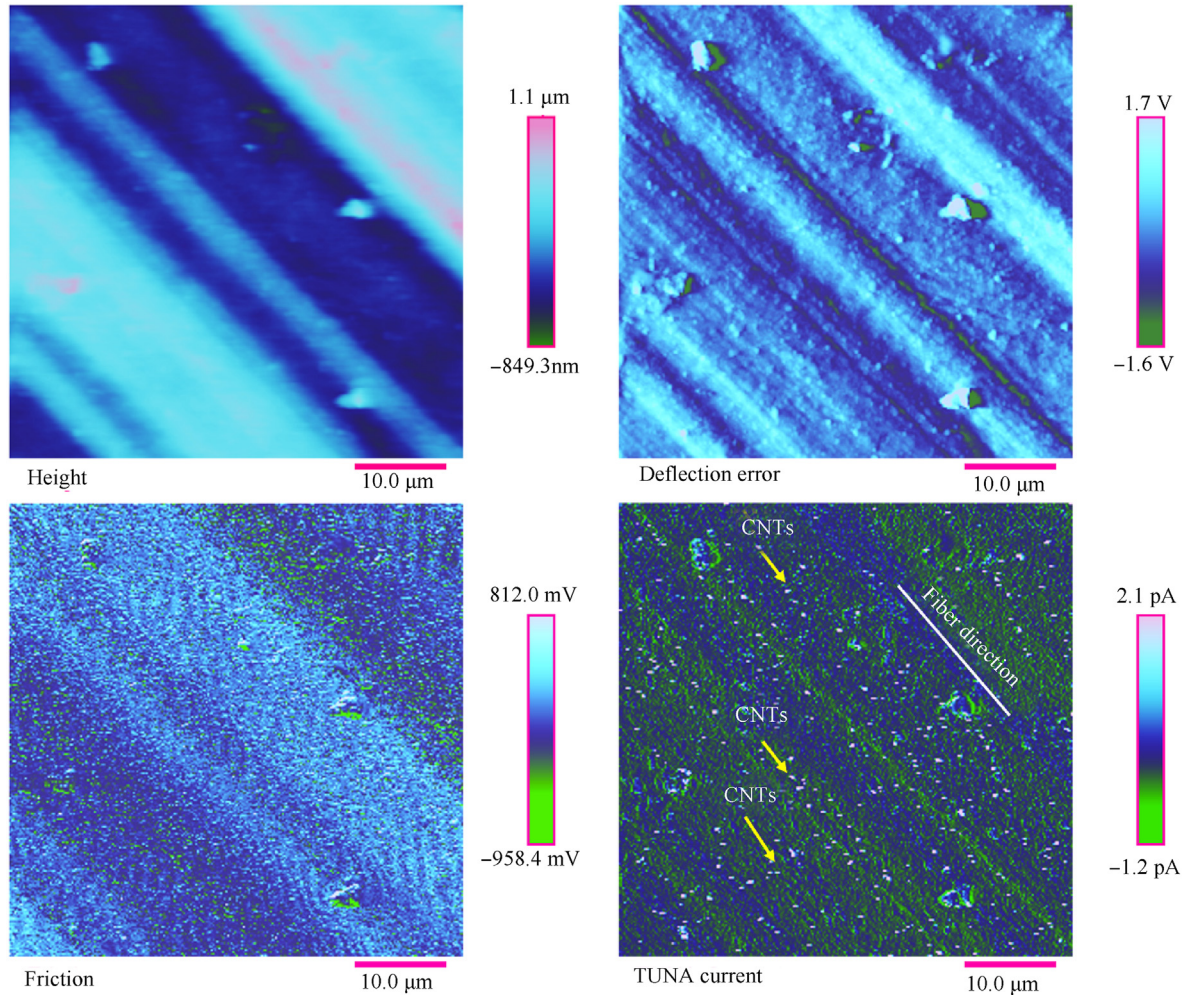 1.1 μm
−849.3nm
Height
10.0 μm
1.7 V
−1.6 V
Deflection error
10.0 μm
812.0 mV
−958.4 mV
Friction
10.0 μm
CNTs
Fiber direction
CNTs
CNTs
2.1 pA
−1.2 pA
TUNA current
10.0 μm